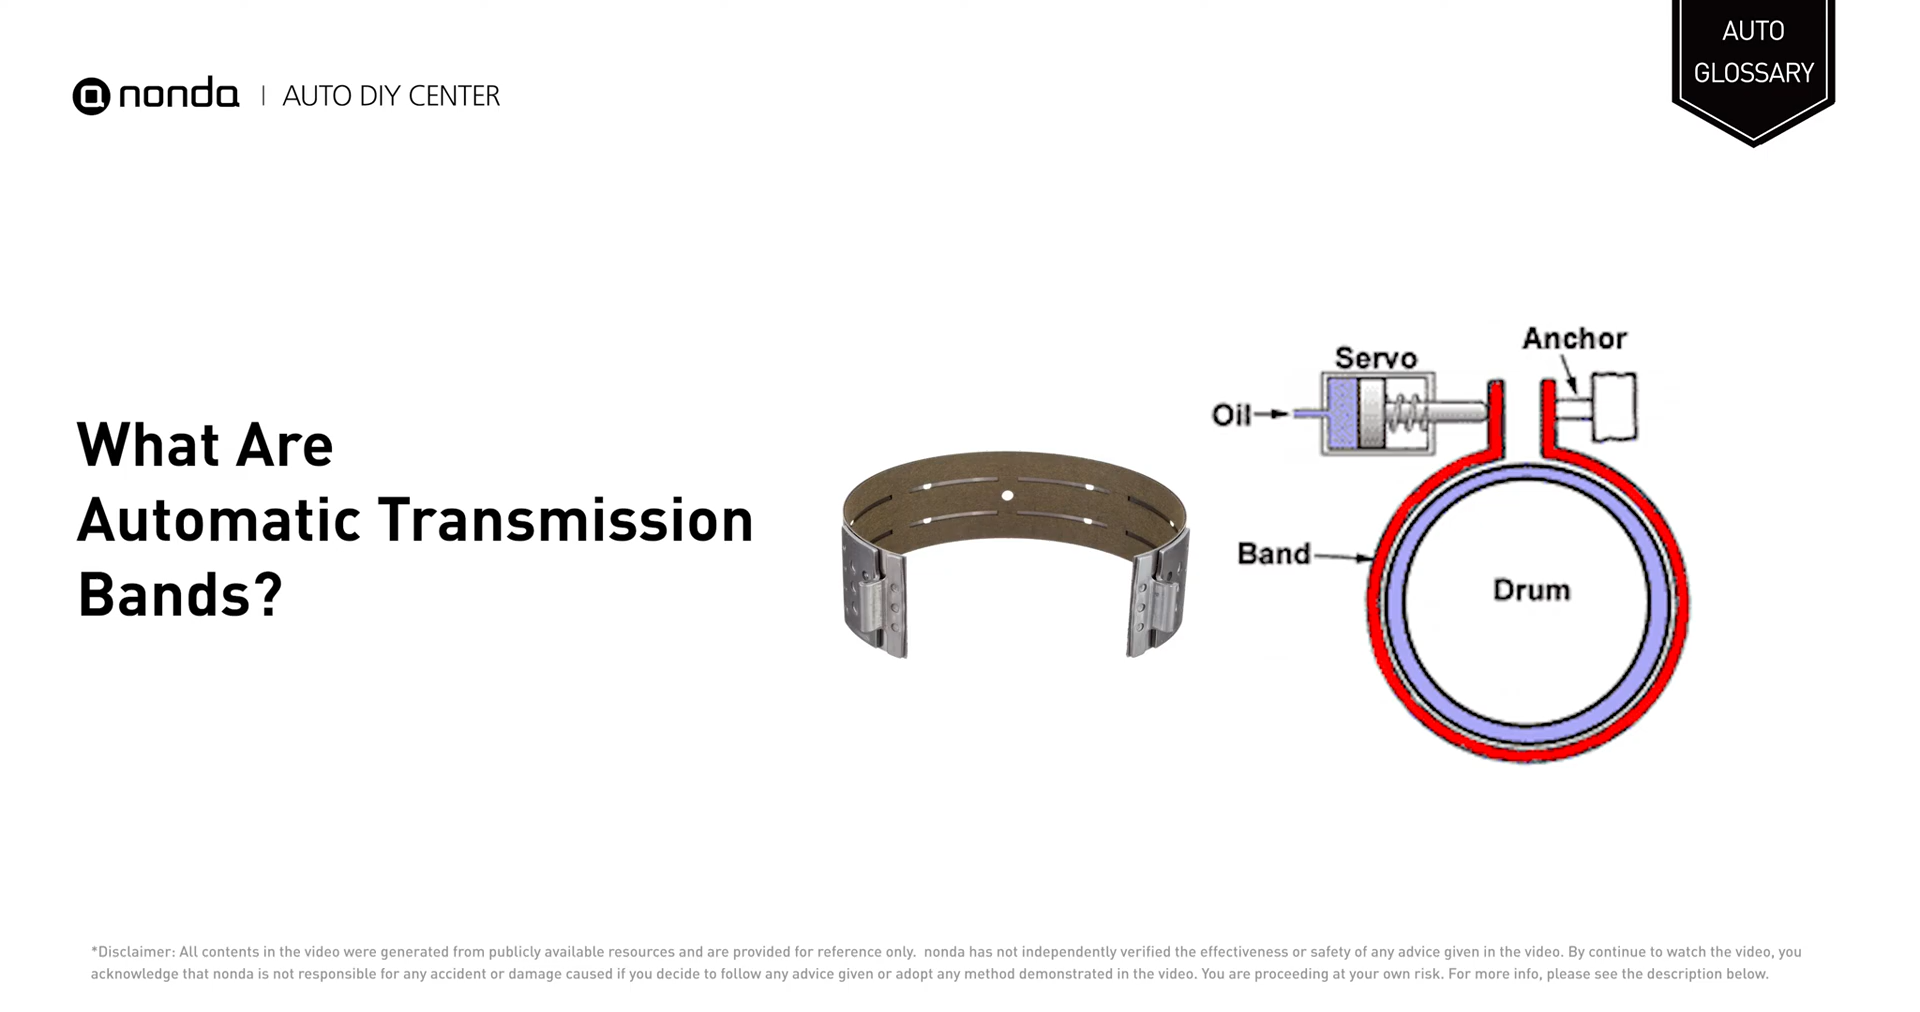 nonda | AUTO DIY CENTER
AUTO
GLOSSARY
What Are
Automatic Transmission
Bands?
Anchor
Servo
Oil
Band
Drum
*Disclaimer: All contents in the video were generated from publicly available resources and are provided for reference only.  nonda has not independently verified the effectiveness or safety of any advice given in the video. By continue to watch the video, you
acknowledge that nonda is not responsible for any accident or damage caused if you decide to follow any advice given or adopt any method demonstrated in the video. You are proceeding at your own risk. For more info, please see the description below.